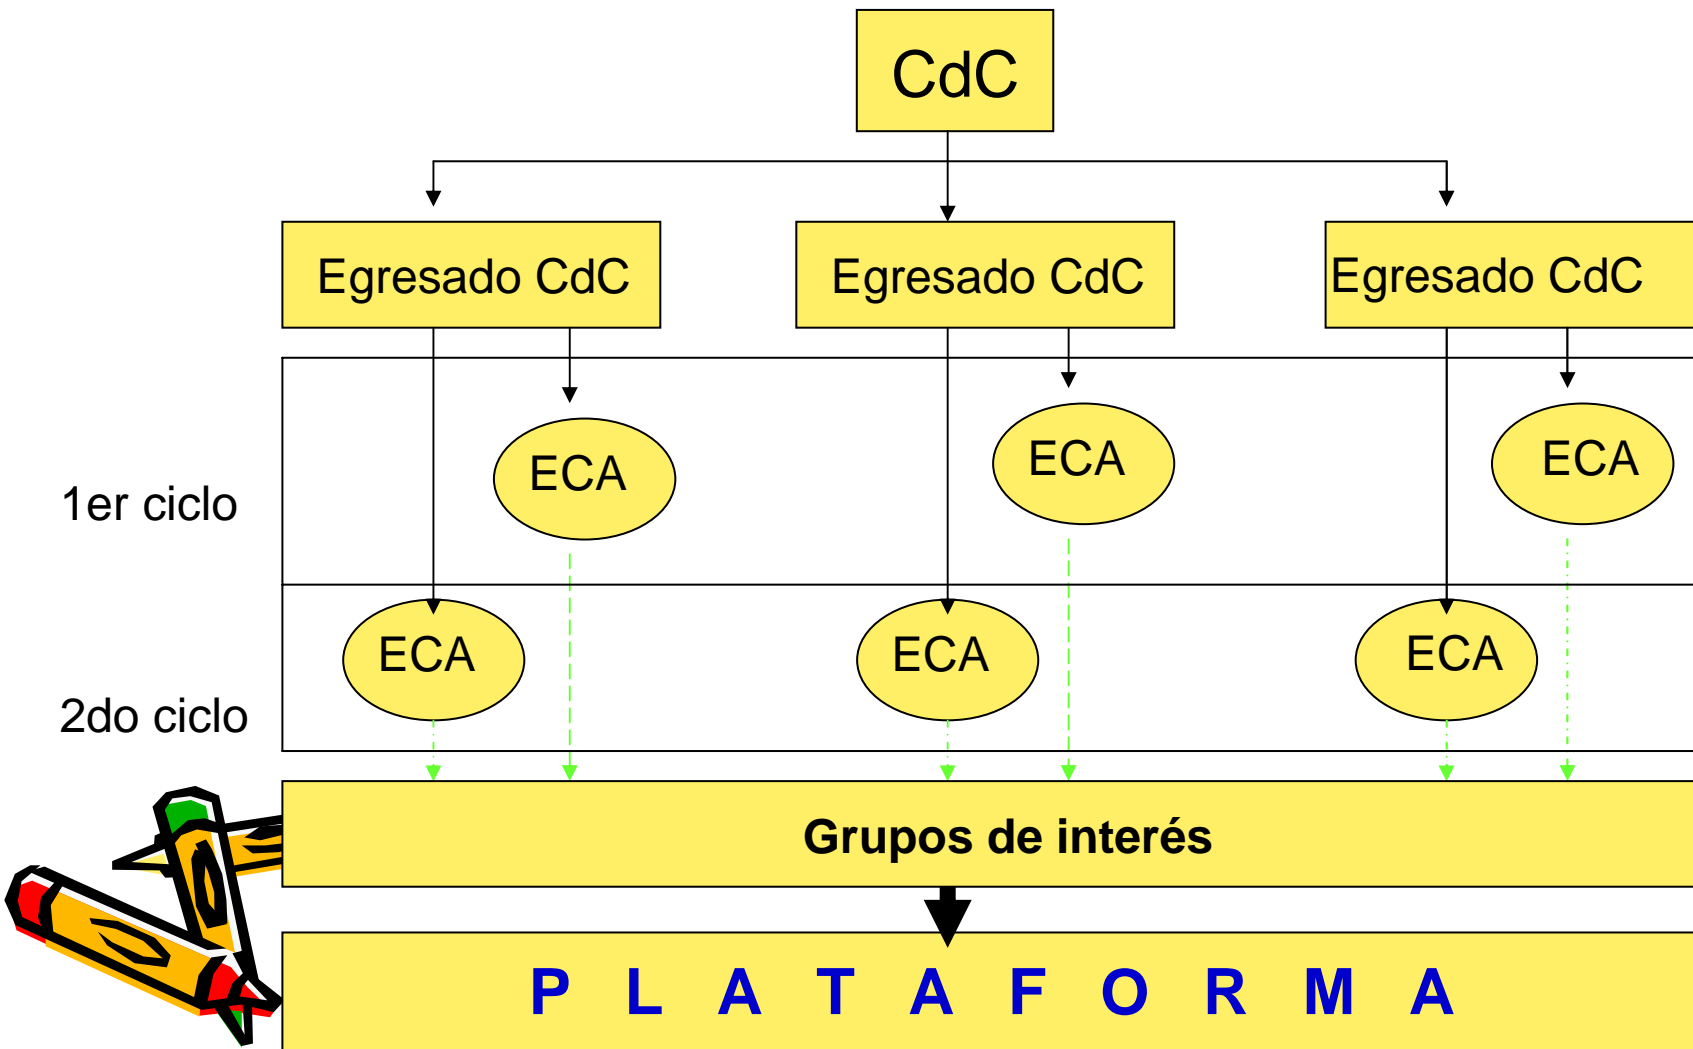 CdC
Egresado CdC
Egresado CdC
Egresado CdC
1er ciclo
ECA
ECA
ECA
2do ciclo
ECA
ECA
ECA
Grupos de interés
P L A T A F O R M A